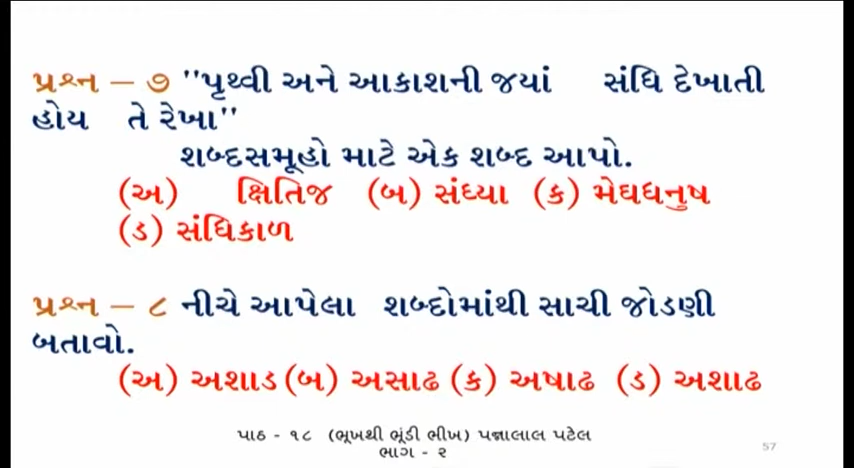 પ્રશ્ન – ૭ "પૃથ્વી અને આકાશની જયાં સંધિ દેખાતી
હોય તે રેખા"
શબ્દસમૂહો માટે એક શબ્દ આપો.
(અ) ક્ષિતિજ (બ) સંધ્યા (ક) મેઘધનુષ
(ડ) સંધિકાળ
પ્રશ્ન – ૮ નીચે આપેલા શબ્દોમાંથી સાચી જોડણી
બતાવો.
(અ) અશાડ (બ) અસાઢ (ક) અષાઢ (ડ) અશાઢ
પાઠ - ૧૮ (ભૂખથી ભૂંડી ભીખ) પન્નાલાલ પટેલ
ભાગ - ૨
57